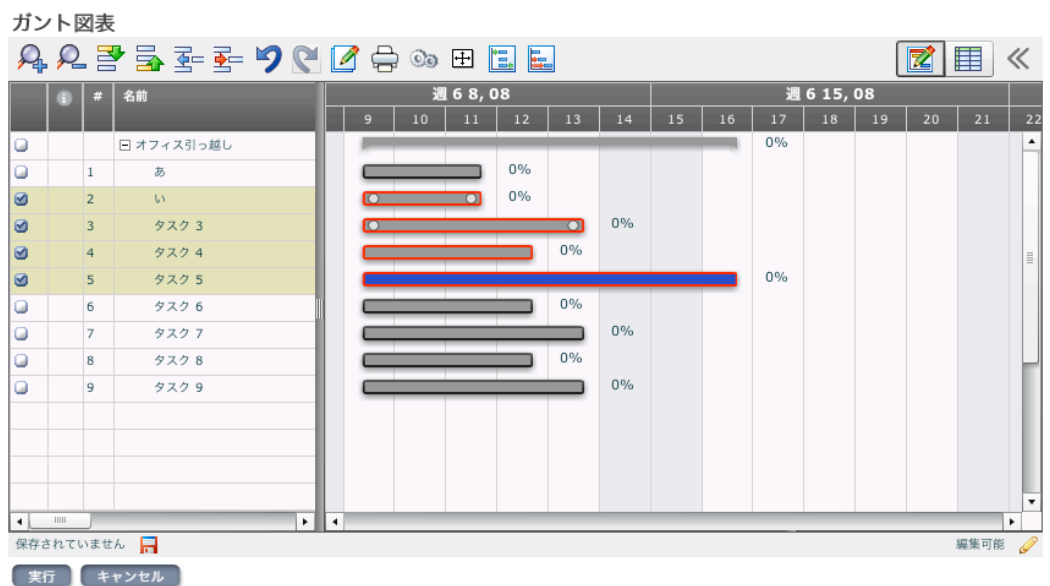 ガント図表
# 名前 週 6 8, 08 週 6 15, 08
9 10 11 12 13 14 15 16 17 18 19 20 21 22
オフィス引っ越し 0%
1 あ 0%
2 い 0%
3 タスク 3 0%
4 タスク 4 0%
5 タスク 5 0%
6 タスク 6 0%
7 タスク 7 0%
8 タスク 8 0%
9 タスク 9 0%
保存されていません 編集可能
実行 キャンセル